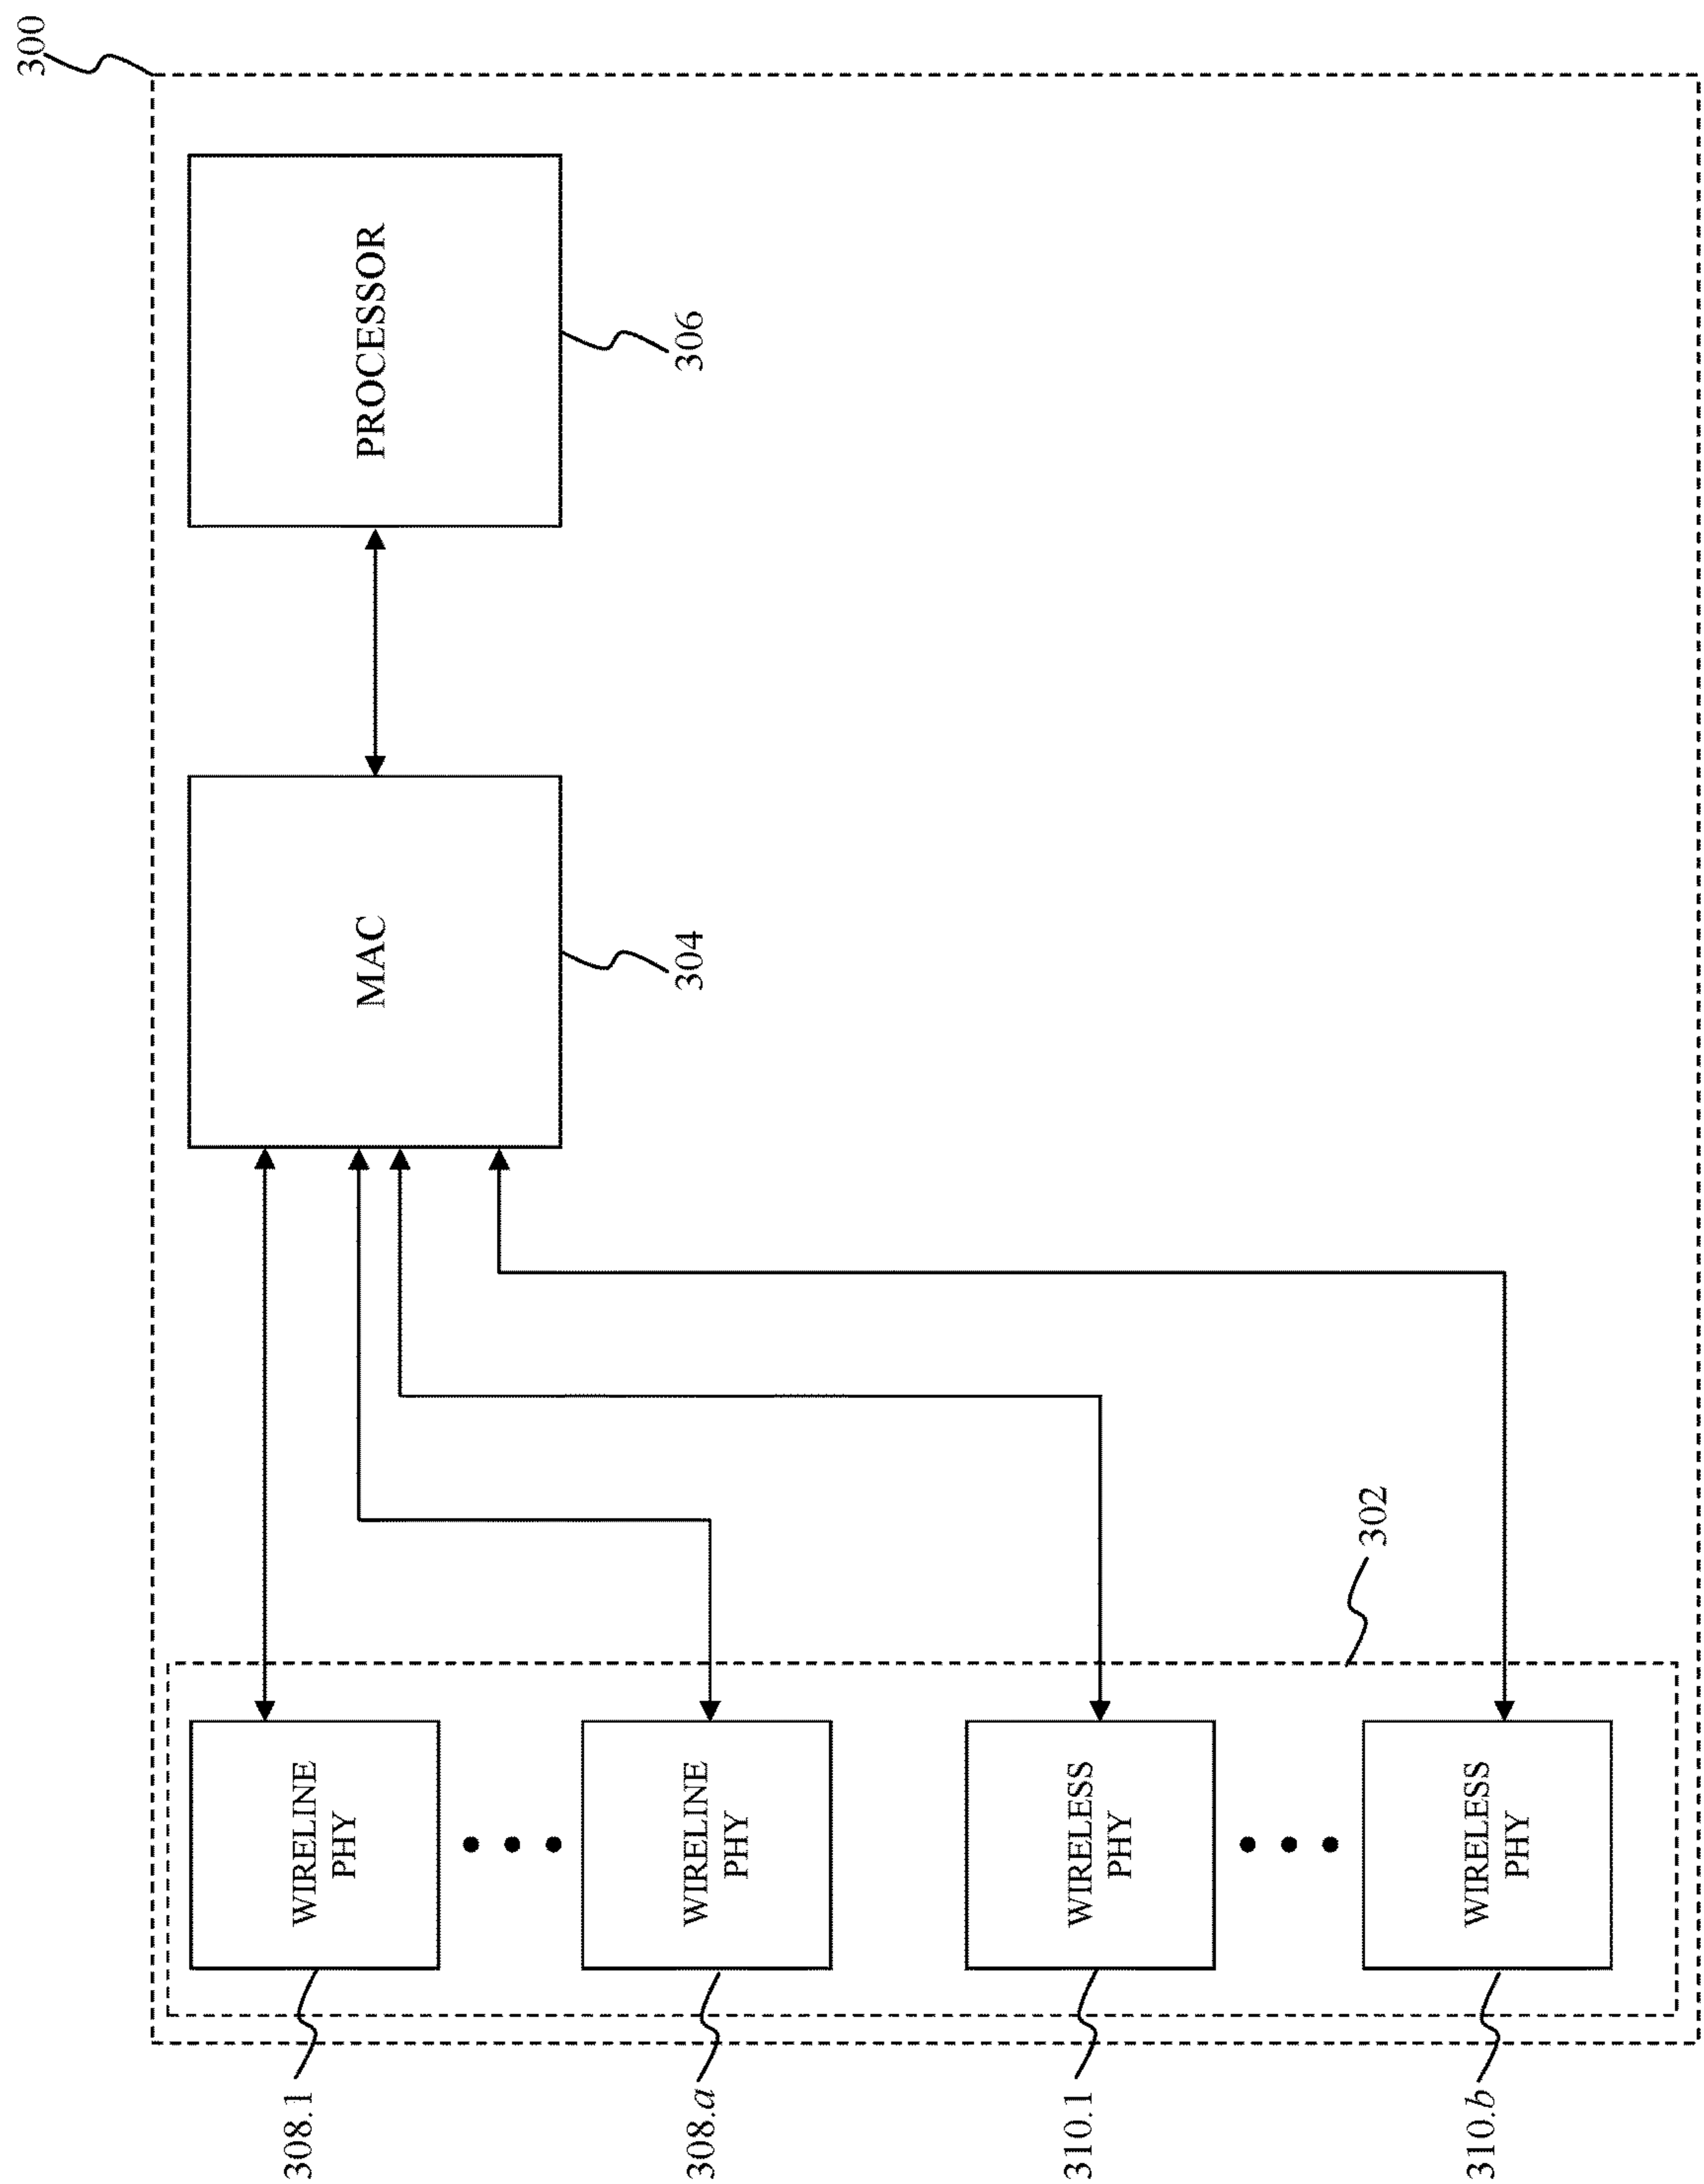 300
WIRELINE
PHY
308.1
WIRELINE
PHY
308.a
WIRELESS
PHY
310.1
WIRELESS
PHY
310.b
302
MAC
304
PROCESSOR
306